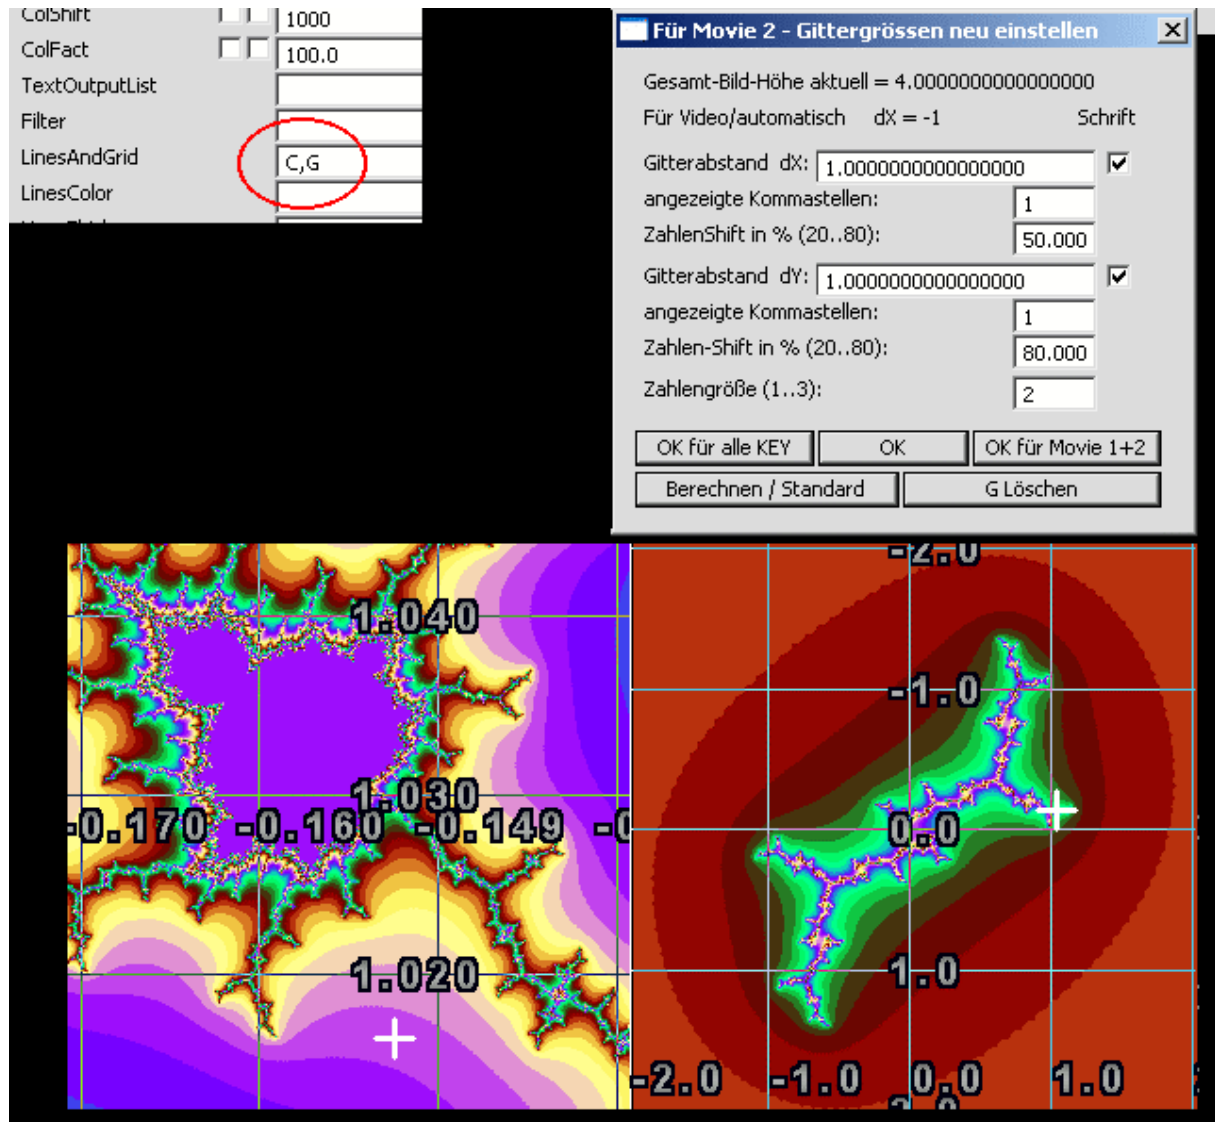 ColShift 1000
ColFact 100.0
TextOutputList
Filter
LinesAndGrid C,G
LinesColor
Für Movie 2 - Gittergrössen neu einstellen
Gesamt-Bild-Höhe aktuell = 4.0000000000000000
Für Video/automatisch dX = -1 Schrift
Gitterabstand dX: 1.0000000000000000
angezeigte Kommastellen: 1
ZahlenShift in % (20..80): 50.000
Gitterabstand dY: 1.0000000000000000
angezeigte Kommastellen: 1
Zahlen-Shift in % (20..80): 80.000
Zahlengröße (1..3): 2
OK für alle KEY OK OK für Movie 1+2
Berechnen / Standard G Löschen
1.040
1.030
-0.170 -0.160 -0.149
1.020
-2.0
-1.0
0.0
1.0
-2.0 -1.0 0.0 1.0